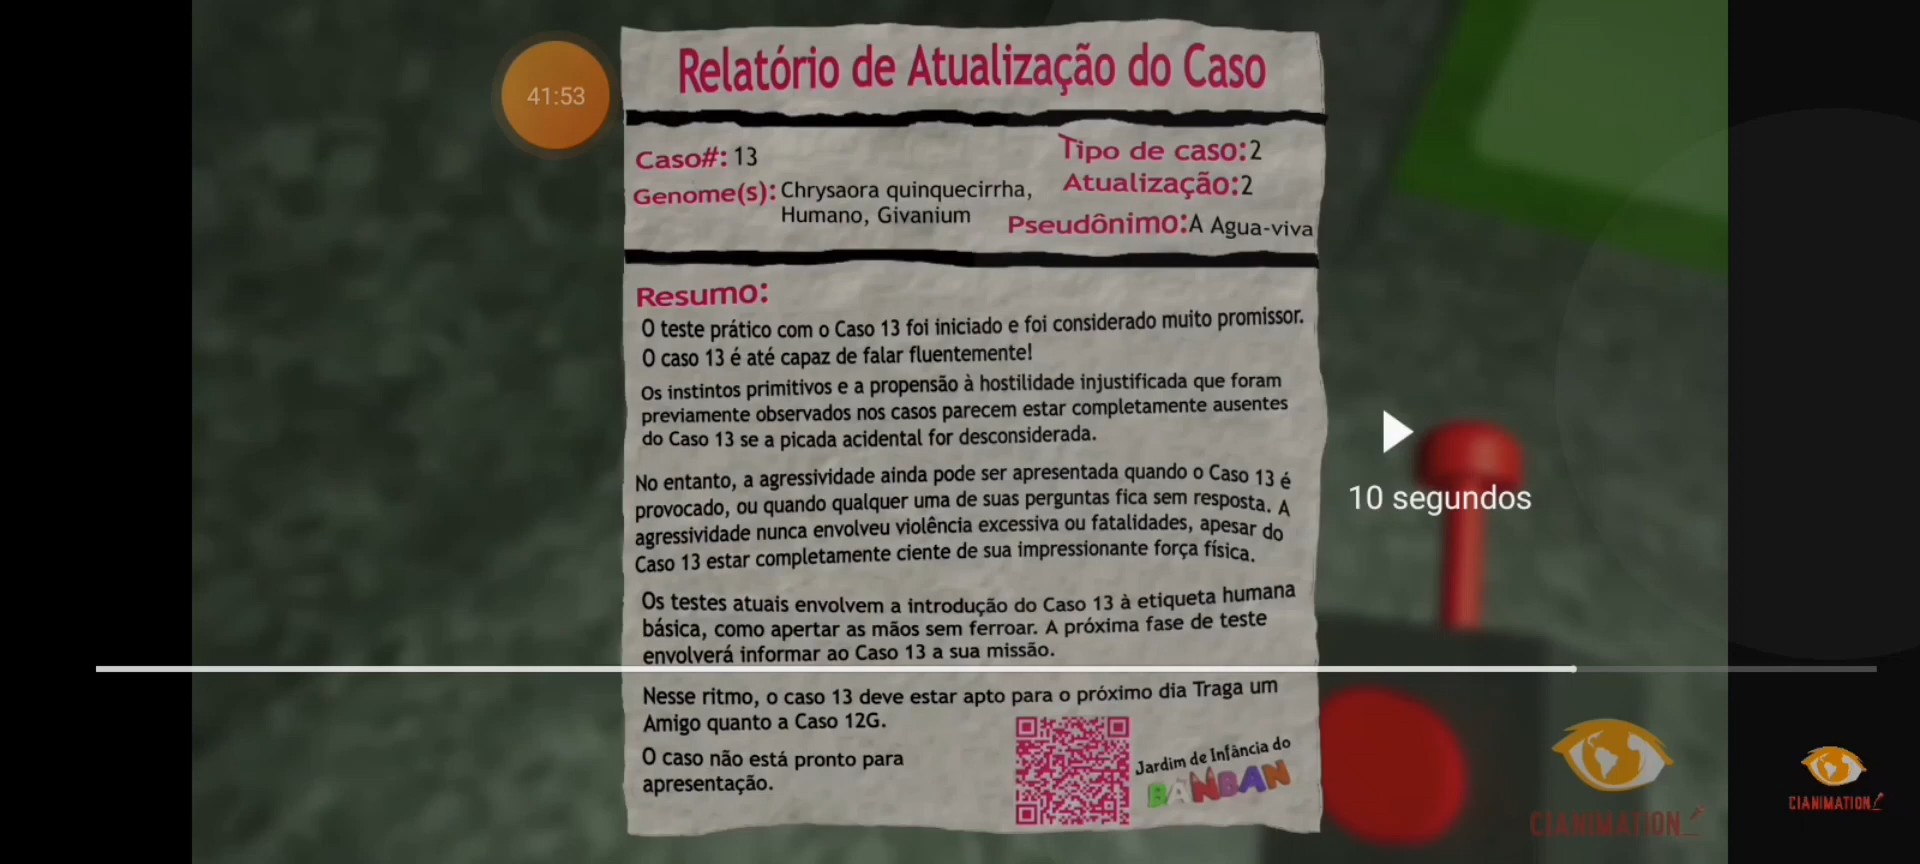 Relatório de Atualização do Caso
41:53
Caso#: 13
Tipo de caso:2
Genome(s): Chrysaora quinquecirrha,
Humano, Givanium
Atualização:2
Pseudônimo:A Agua-viva
Resumo:
O teste prático com o Caso 13 foi iniciado e foi considerado muito promissor.
O caso 13 é até capaz de falar fluentemente!
Os instintos primitivos e a propensão à hostilidade injustificada que foram
previamente observados nos casos parecem estar completamente ausentes
do Caso 13 se a picada acidental for desconsiderada.
No entanto, a agressividade ainda pode ser apresentada quando o Caso 13 é
provocado, ou quando qualquer uma de suas perguntas fica sem resposta. A
agressividade nunca envolveu violência excessiva ou fatalidades, apesar do
Caso 13 estar completamente ciente de sua impressionante força física.
10 segundos
Os testes atuais envolvem a introdução do Caso 13 à etiqueta humana
básica, como apertar as mãos sem ferroar. A próxima fase de teste
envolverá informar ao Caso 13 a sua missão.
Nesse ritmo, o caso 13 deve estar apto para o próximo dia Traga um
Amigo quanto a Caso 12G.
O caso não está pronto para
apresentação.
Jardim de Infância do
BANBAN
CIANIMATION
CIANIMATION